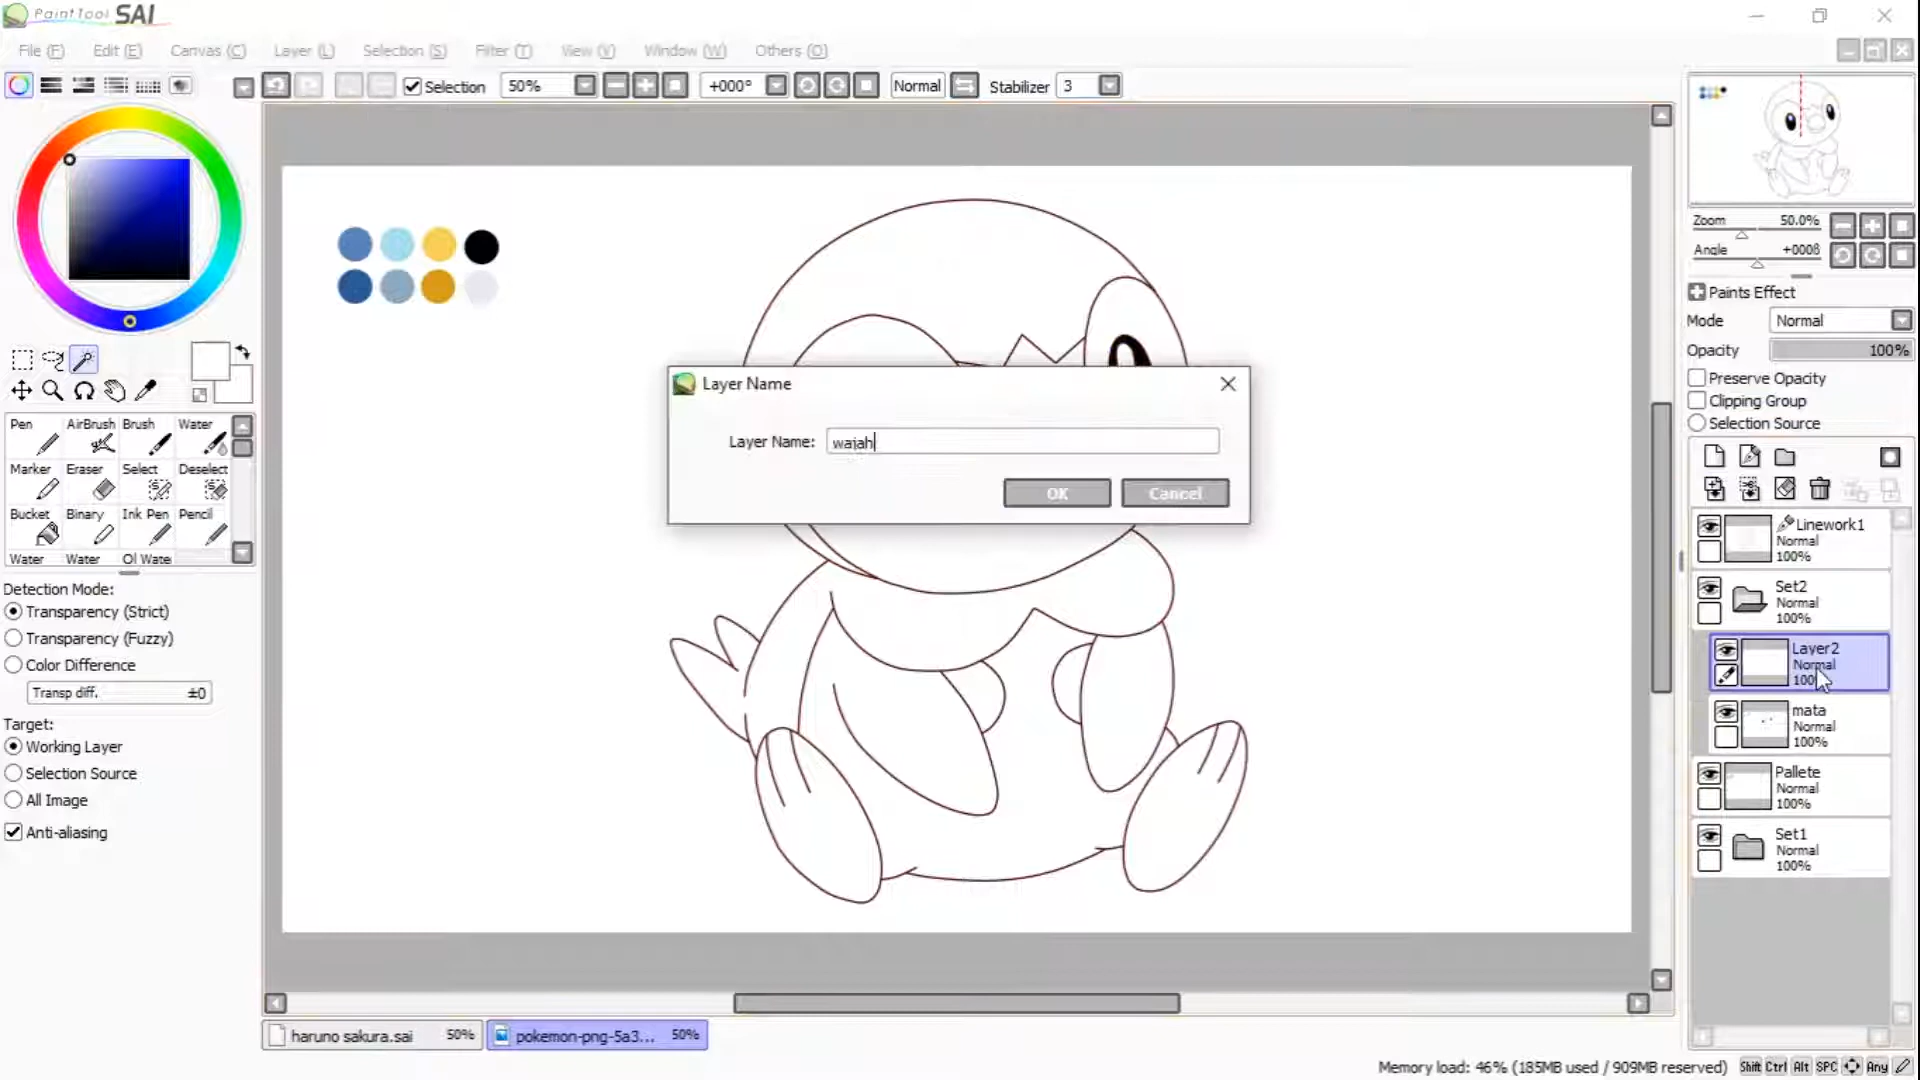 PaintTool SAI
File (F) Edit (E) Canvas (C) Layer (L) Selection (S) Filter (T) View (V) Window (W) Others (O)
Selection 50% +000° Normal Stabilizer 3
Zoom 50.0%
Angle +000°
Paints Effect
Mode Normal
Opacity 100%
Preserve Opacity
Clipping Group
Selection Source
Pen AirBrush Brush Water
Marker Eraser Select Deselect
Bucket Binary Ink Pen Pencil
Water Water Ol Wate
Detection Mode:
Transparency (Strict)
Transparency (Fuzzy)
Color Difference
Transp diff. ±0
Target:
Working Layer
Selection Source
All Image
Anti-aliasing
Layer Name
Layer Name: wajah
OK Cancel
Linework1
Normal
100%
Set2
Normal
100%
Layer2
Normal
100%
mata
Normal
100%
Pallete
Normal
100%
Set1
Normal
100%
haruno sakura.sai 50% pokemon-png-5a3... 50%
Memory load: 46% (185MB used / 909MB reserved) Shift Ctrl Alt SPC Any